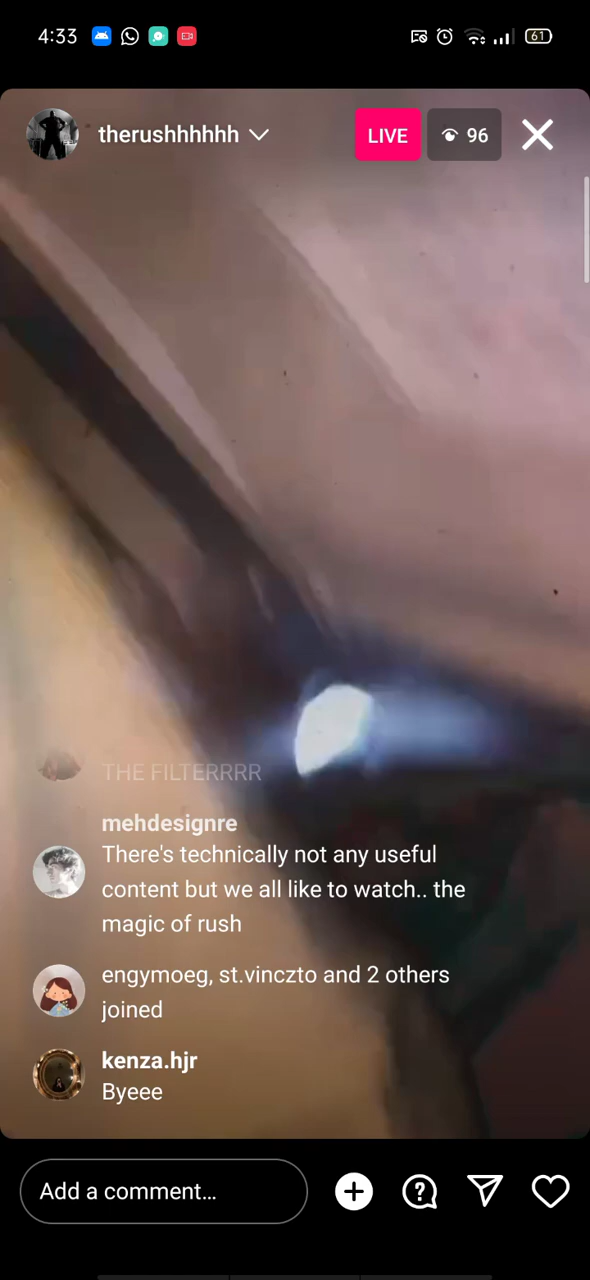 4:33
61
therushhhhhh
LIVE
96
THE FILTERRRR
mehdesignre
There's technically not any useful
content but we all like to watch.. the
magic of rush
engymoeg, st.vinczto and 2 others
joined
kenza.hjr
Byeee
Add a comment...